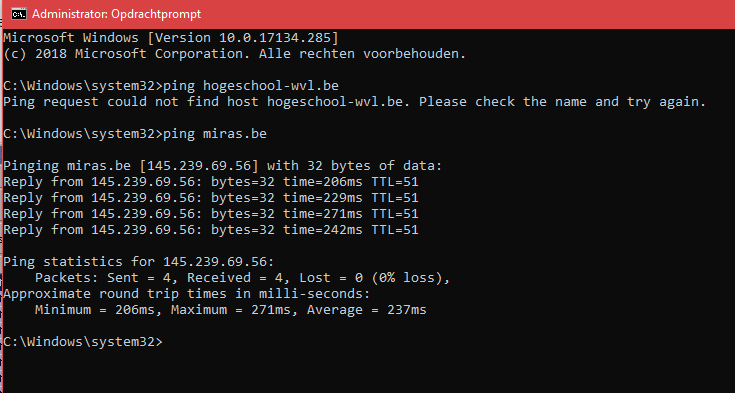 Administrator: Opdrachtprompt
Microsoft Windows [Version 10.0.17134.285]
(c) 2018 Microsoft Corporation. Alle rechten voorbehouden.
C:\Windows\system32>ping hogeschool-wvl.be
Ping request could not find host hogeschool-wvl.be. Please check the name and try again.
C:\Windows\system32>ping miras.be
Pinging miras.be [145.239.69.56] with 32 bytes of data:
Reply from 145.239.69.56: bytes=32 time=206ms TTL=51
Reply from 145.239.69.56: bytes=32 time=229ms TTL=51
Reply from 145.239.69.56: bytes=32 time=271ms TTL=51
Reply from 145.239.69.56: bytes=32 time=242ms TTL=51
Ping statistics for 145.239.69.56:
    Packets: Sent = 4, Received = 4, Lost = 0 (0% loss),
Approximate round trip times in milli-seconds:
    Minimum = 206ms, Maximum = 271ms, Average = 237ms
C:\Windows\system32>